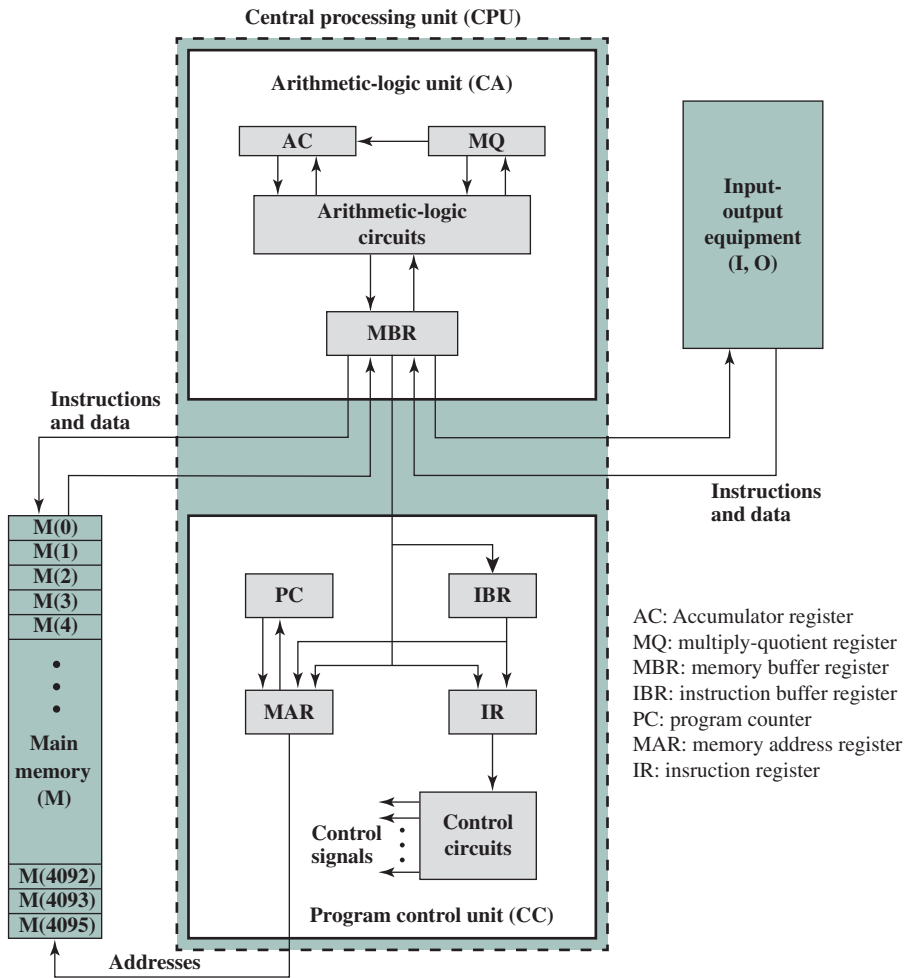 Central processing unit (CPU)
Arithmetic-logic unit (CA)
AC
MQ
Arithmetic-logic
circuits
MBR
Input-
output
equipment
(I, O)
Instructions
and data
Instructions
and data
M(0)
M(1)
M(2)
M(3)
M(4)
Main
memory
(M)
M(4092)
M(4093)
M(4095)
PC
IBR
MAR
IR
Control
signals
Control
circuits
Program control unit (CC)
Addresses
AC: Accumulator register
MQ: multiply-quotient register
MBR: memory buffer register
IBR: instruction buffer register
PC: program counter
MAR: memory address register
IR: insruction register